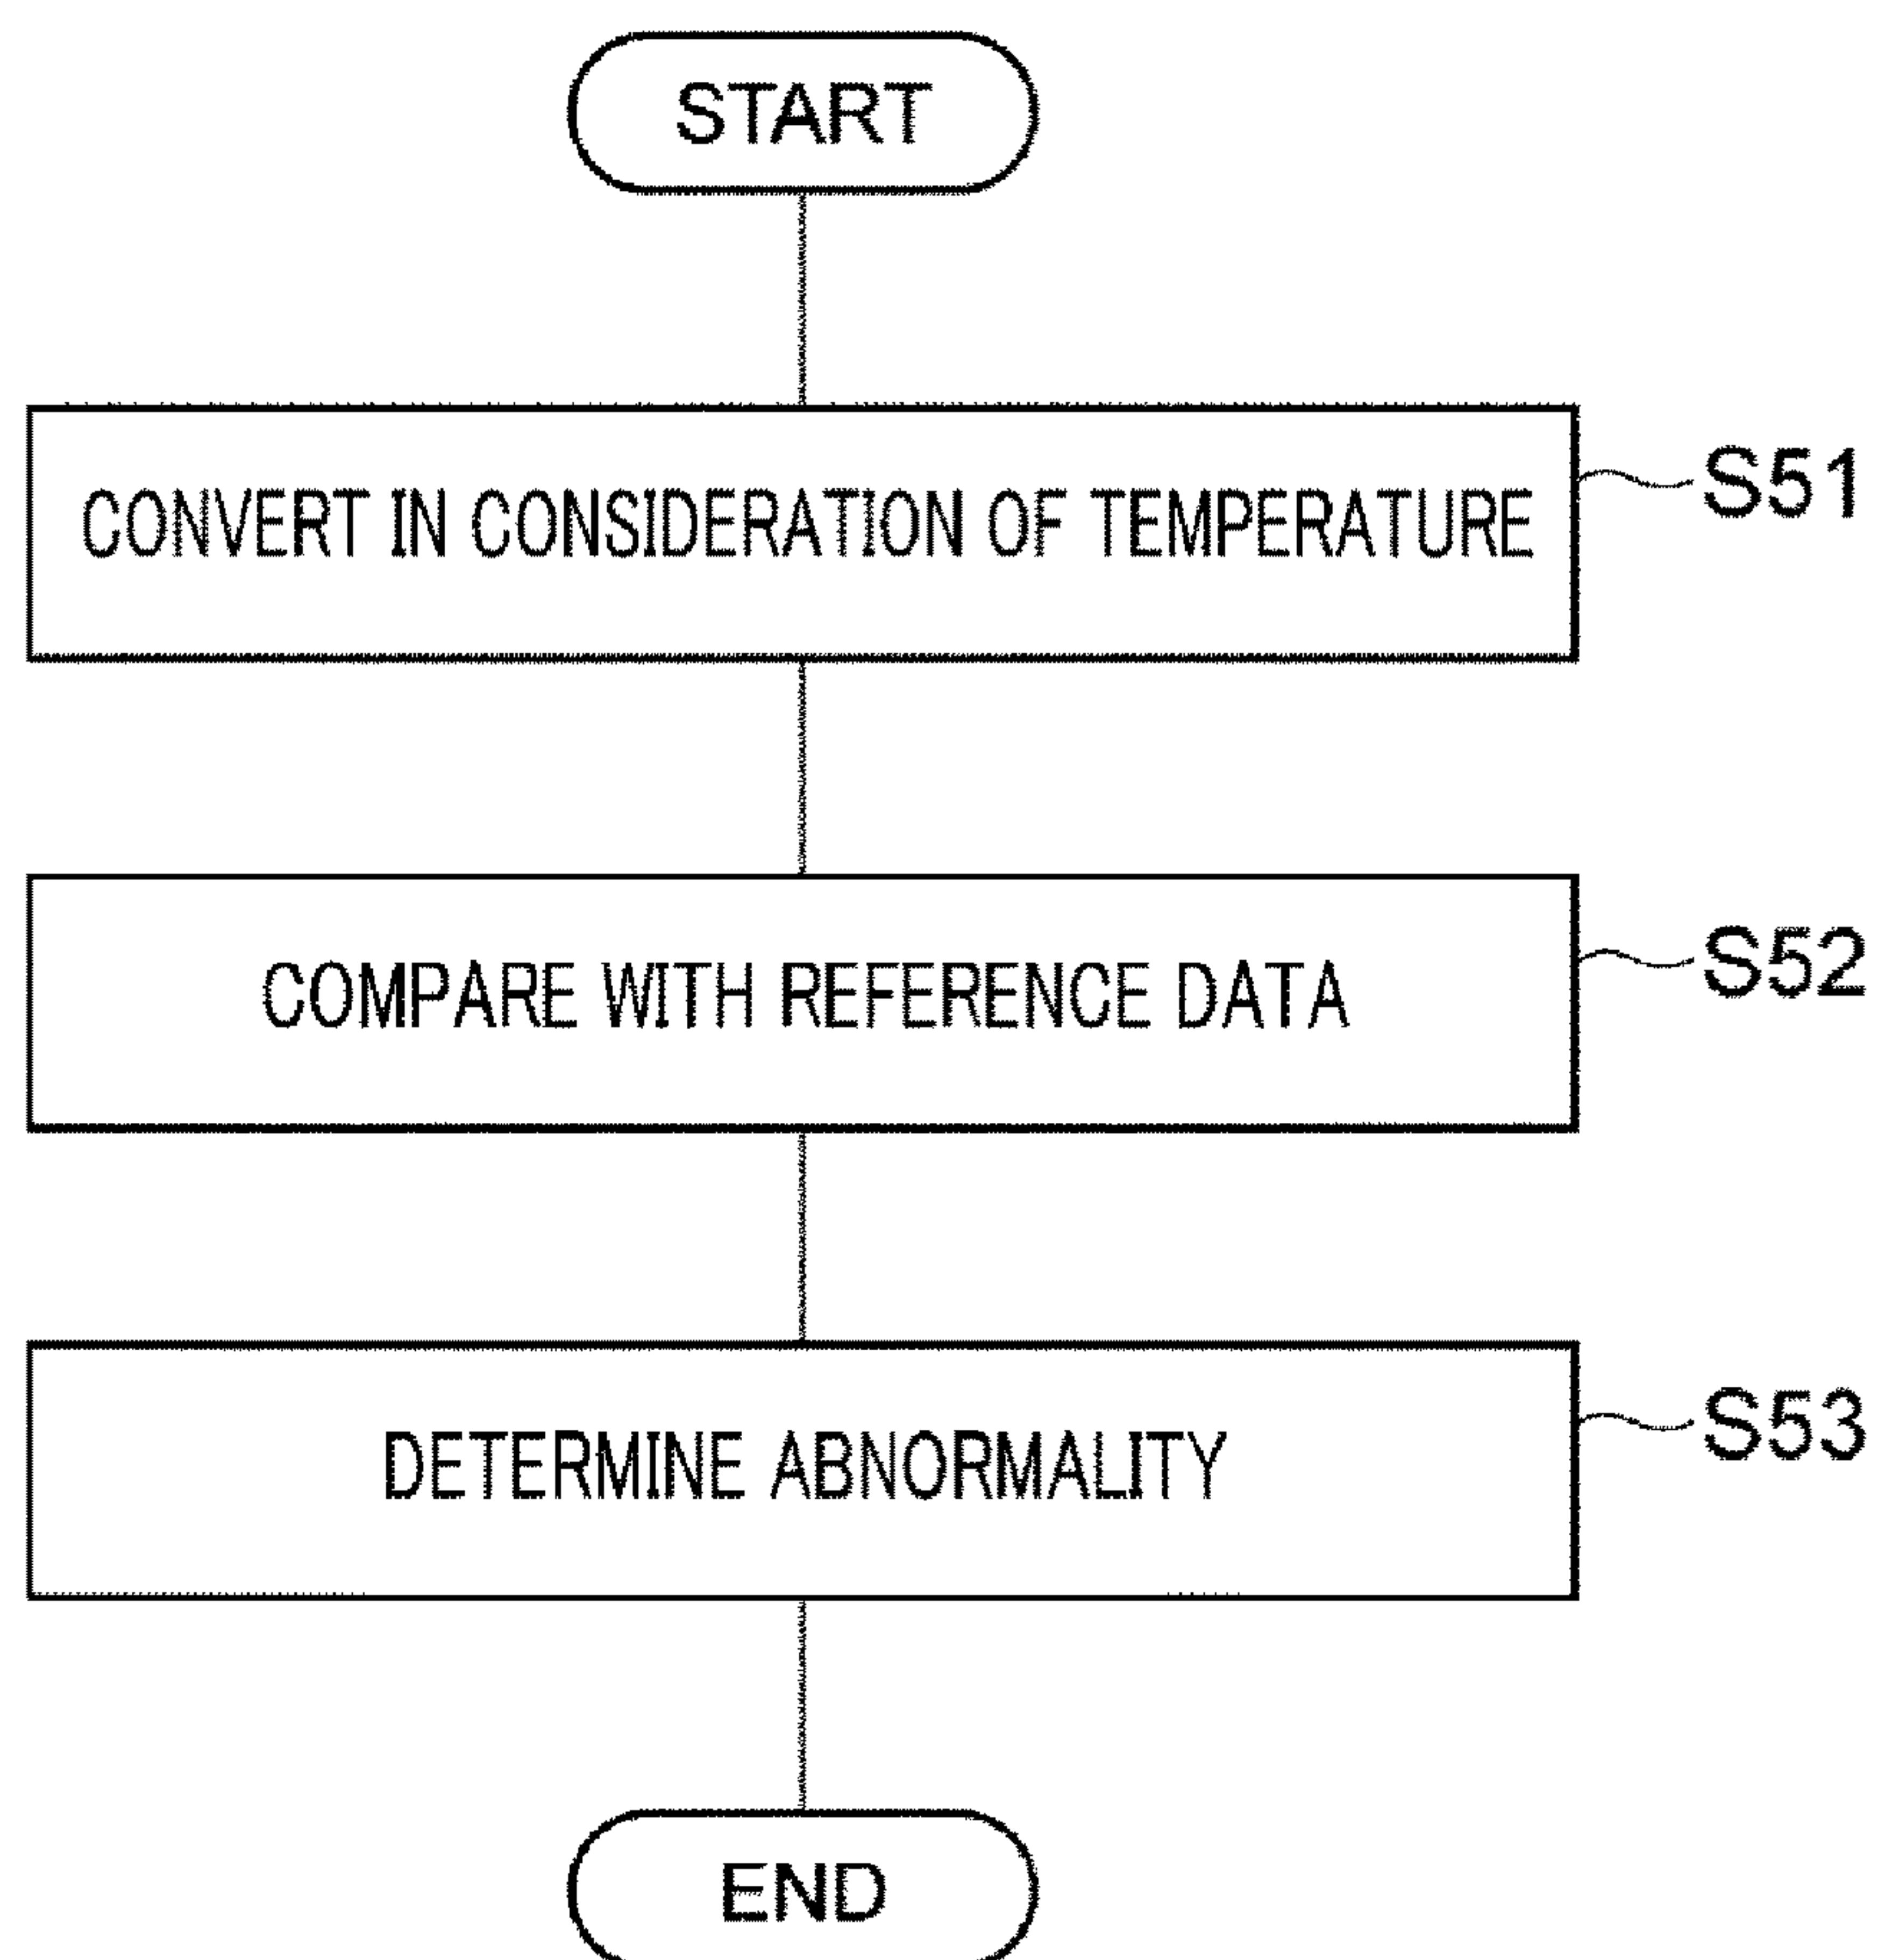 START
CONVERT IN CONSIDERATION OF TEMPERATURE
S51
COMPARE WITH REFERENCE DATA
S52
DETERMINE ABNORMALITY
S53
END